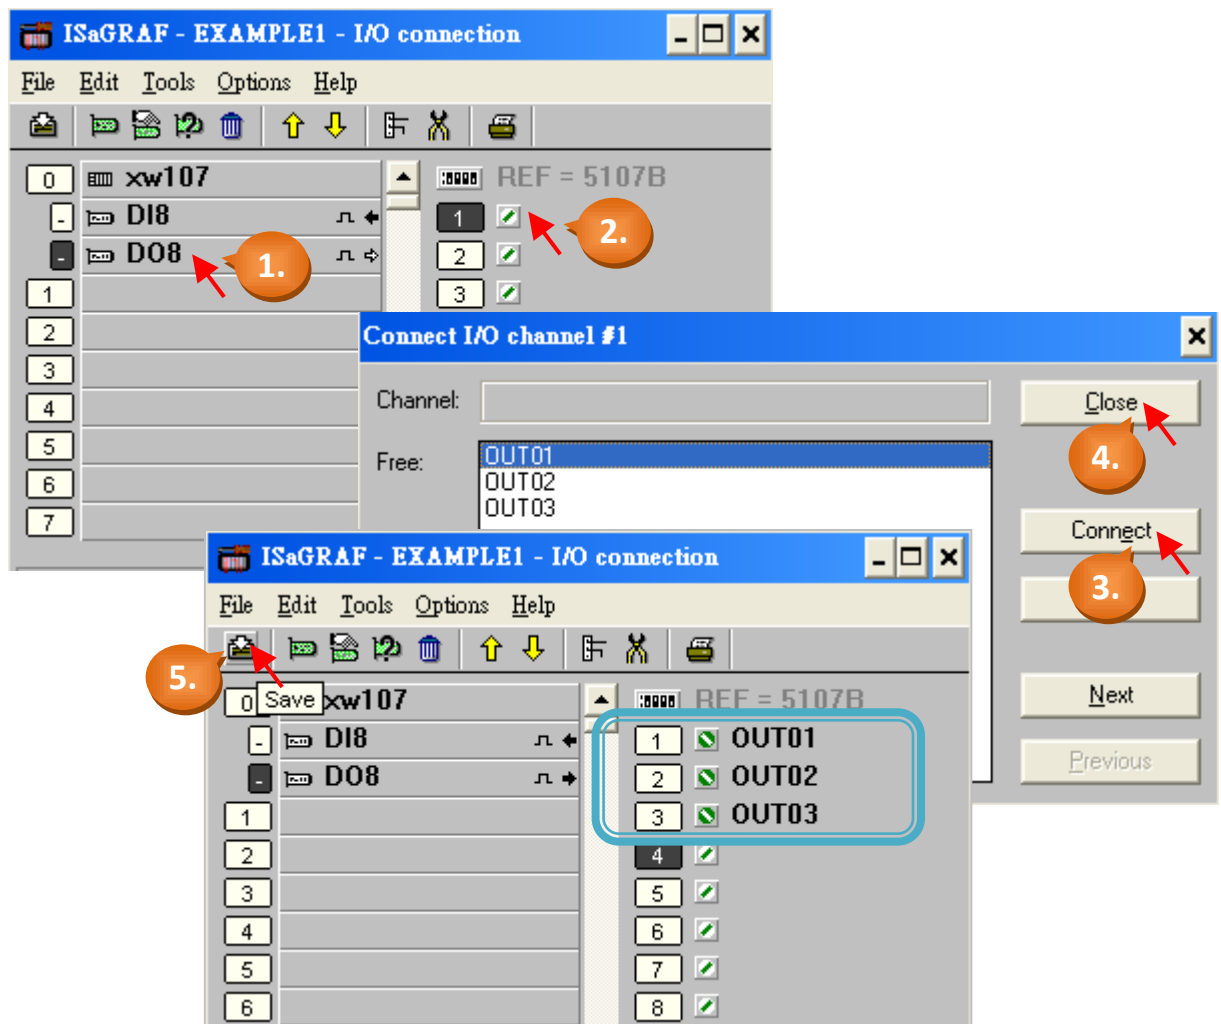 ISaGRAF - EXAMPLE1 - I/O connection
File Edit Tools Options Help
0 xw107 REF = 5107B
- DI8 1 2.
- DO8 1. 2
1 3
2
3
4
5
6
7
Connect I/O channel #1
Channel: Close
4.
Free: OUT01
OUT02
OUT03
Connect
3.
Next
Previous
ISaGRAF - EXAMPLE1 - I/O connection
File Edit Tools Options Help
5.
0 Save xw107 REF = 5107B
- DI8 1 OUT01
- DO8 2 OUT02
1 3 OUT03
2 4
3 5
4 6
5 7
6 8